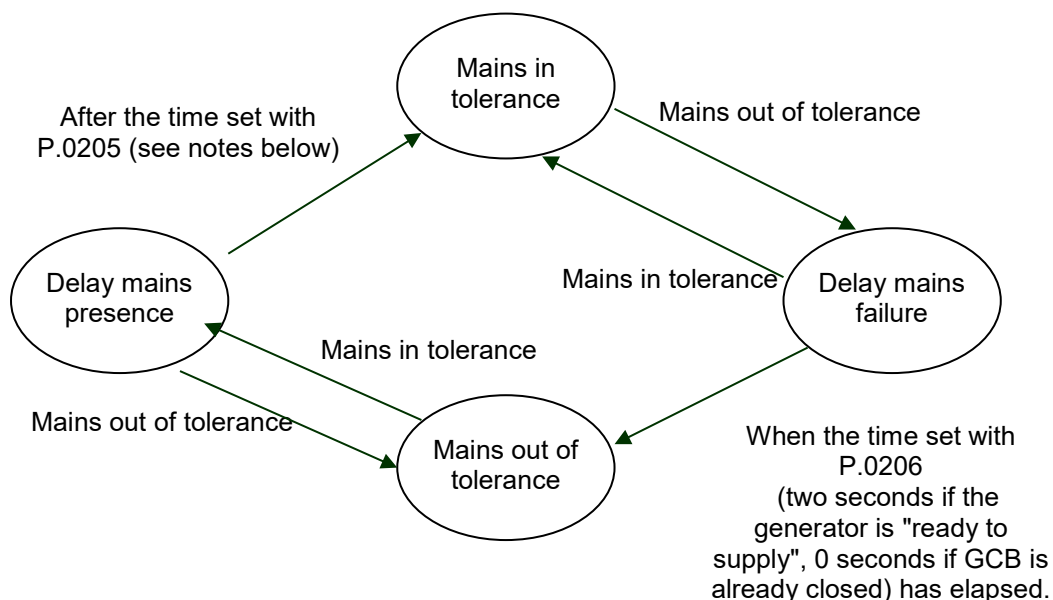 Mains in
tolerance
After the time set with
P.0205 (see notes below)
Mains out of tolerance
Mains in tolerance
Delay mains
presence
Delay mains
failure
Mains in tolerance
Mains out of tolerance
Mains out of
tolerance
When the time set with
P.0206
(two seconds if the
generator is "ready to
supply", 0 seconds if GCB is
already closed) has elapsed.